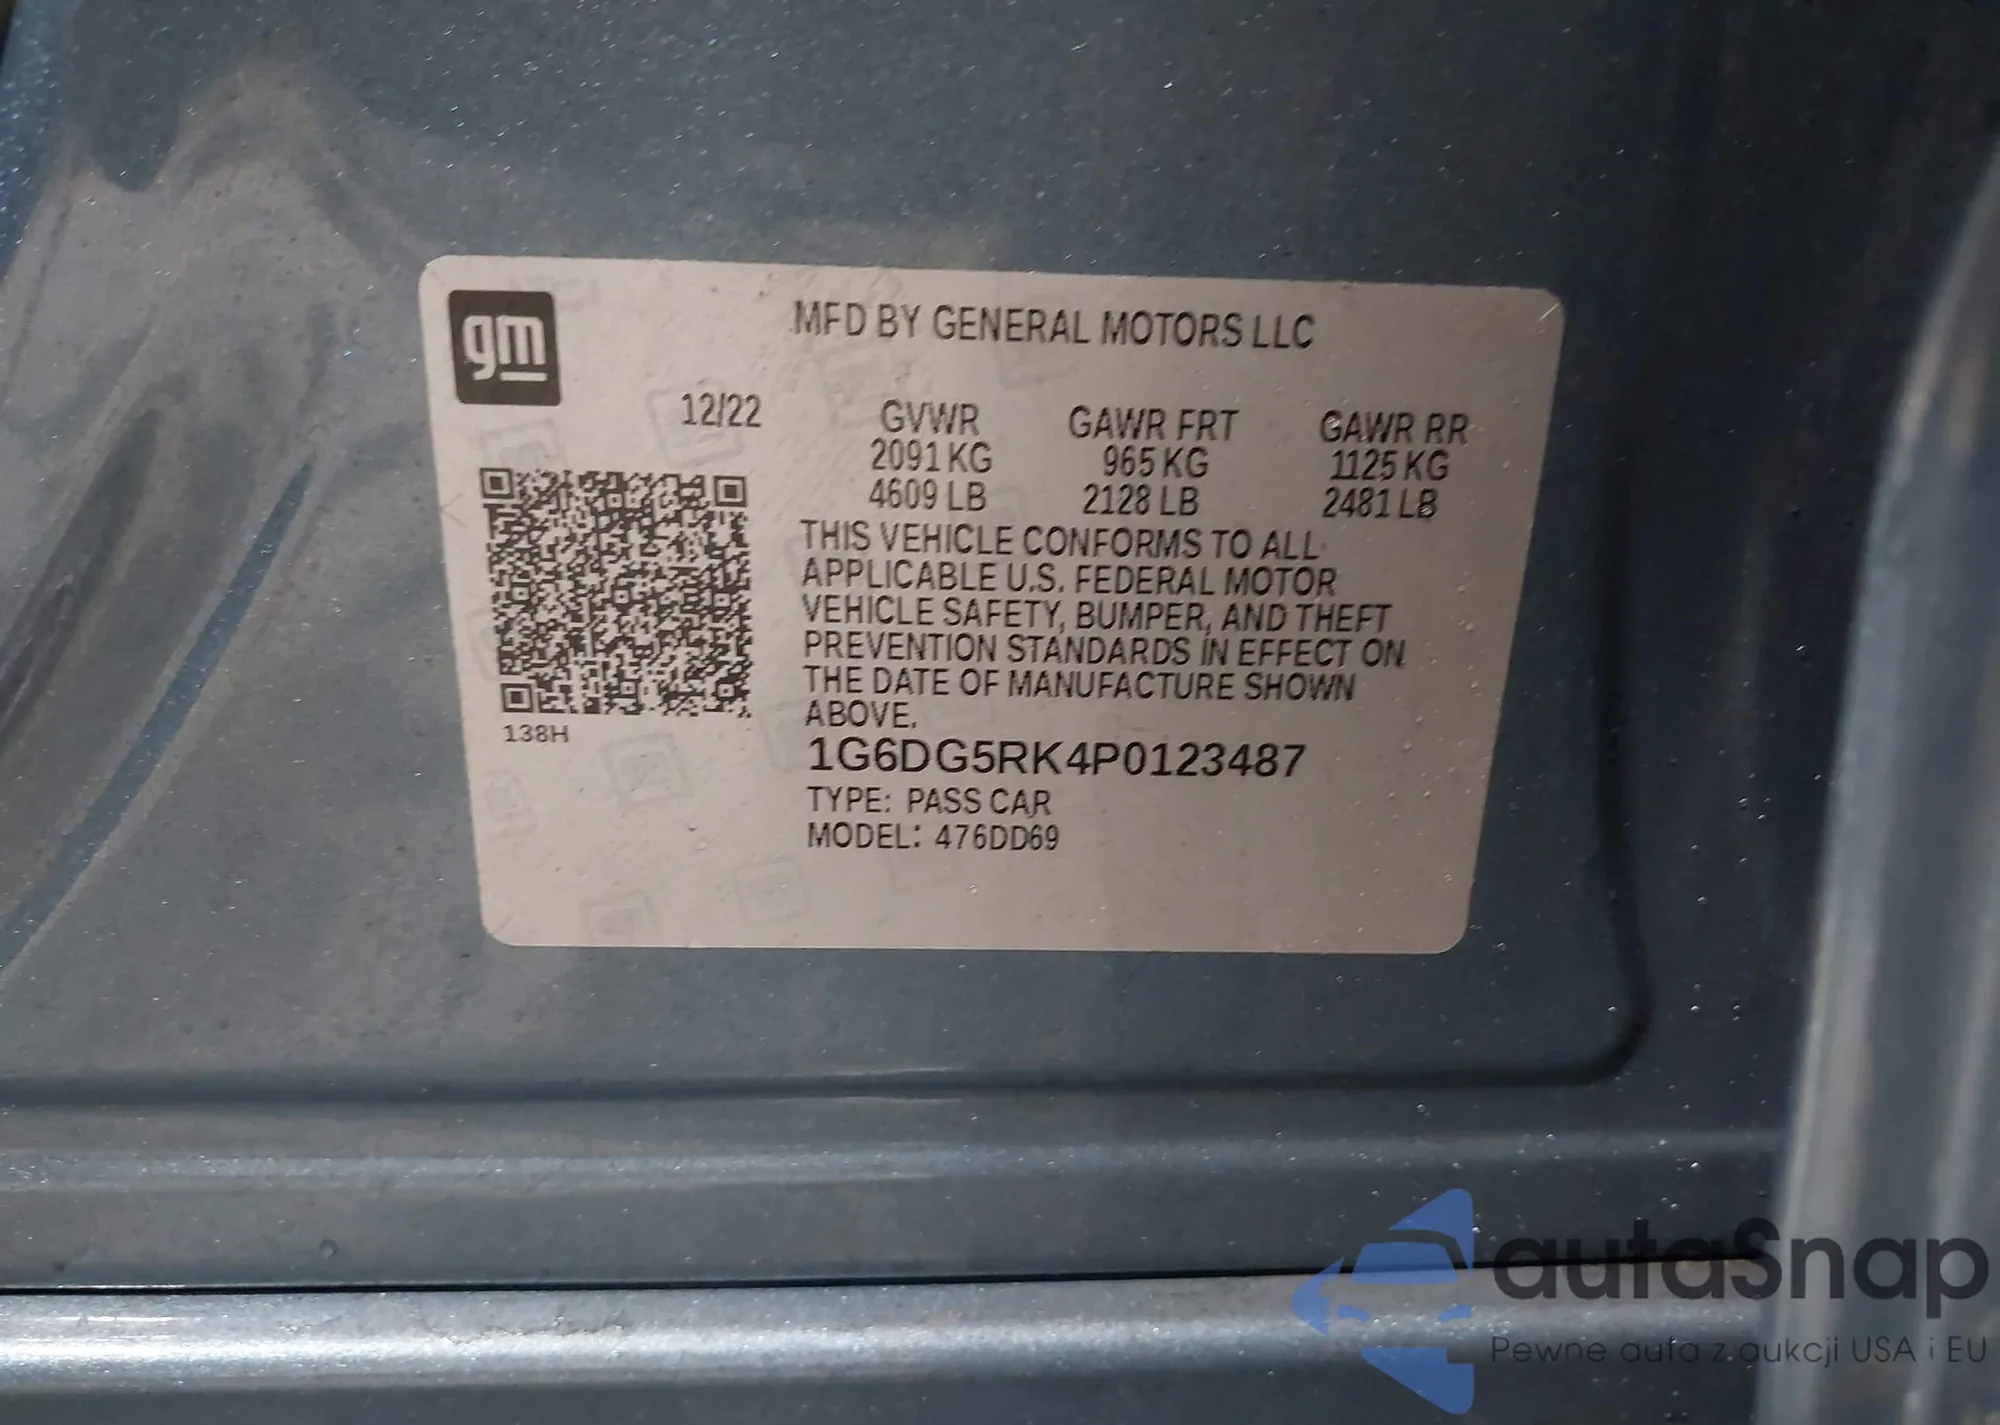 gm
MFD BY GENERAL MOTORS LLC
12/22
GVWR GAWR FRT GAWR RR
2091 KG 965 KG 1125 KG
4609 LB 2128 LB 2481 LB
THIS VEHICLE CONFORMS TO ALL
APPLICABLE U.S. FEDERAL MOTOR
VEHICLE SAFETY, BUMPER, AND THEFT
PREVENTION STANDARDS IN EFFECT ON
THE DATE OF MANUFACTURE SHOWN
ABOVE.
138H
1G6DG5RK4P0123487
TYPE: PASS CAR
MODEL: 476DD69
autaSnap
Pewne auta z aukcji USA i EU